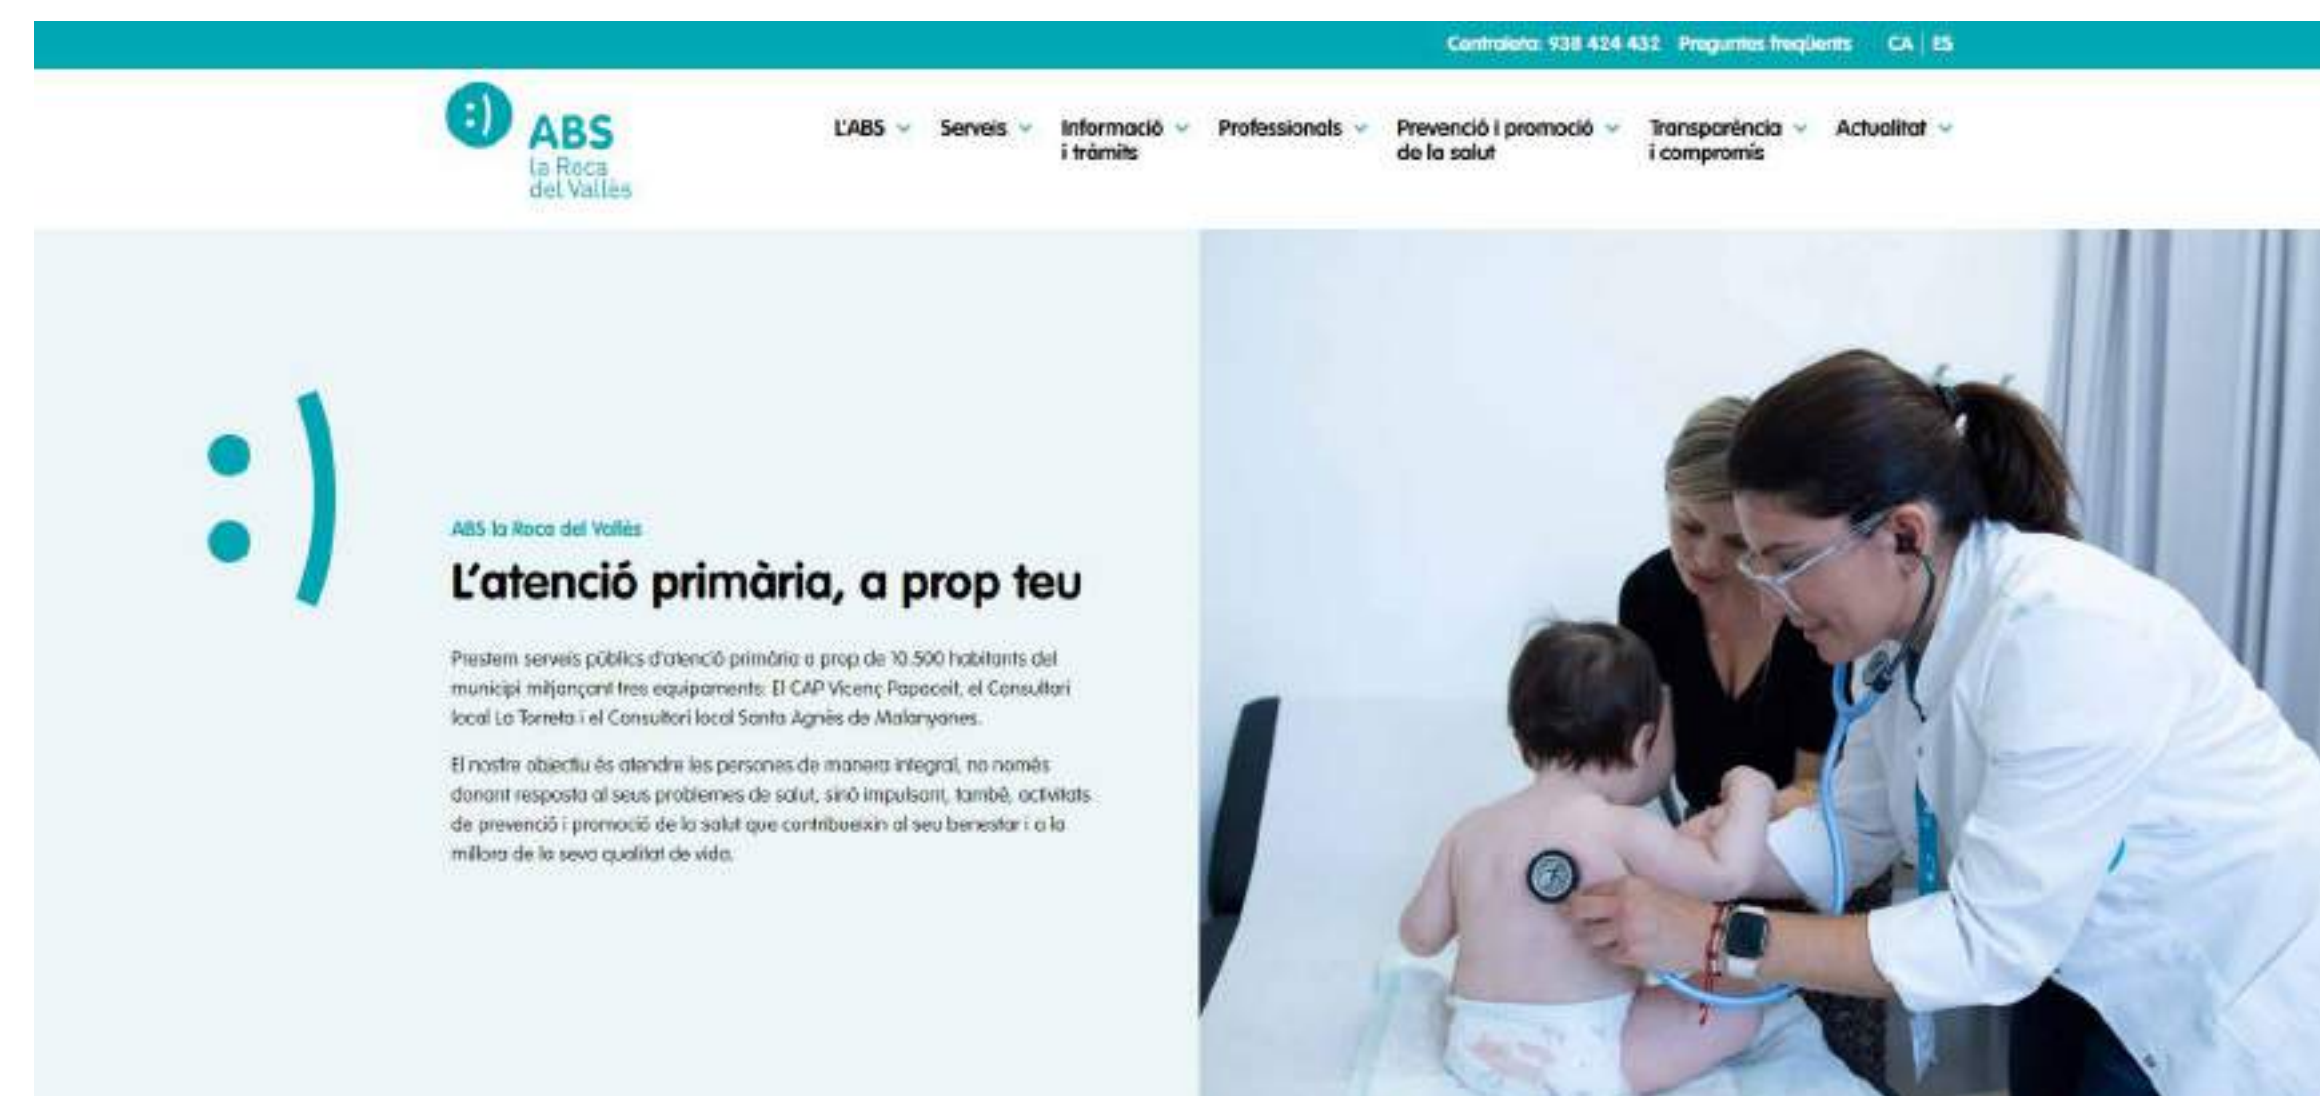 Centraleta: 938 424 432 Preguntes freqüents CA | ES
:) ABS
la Roca
del Vallès
L'ABS Serveis Informació i tràmits Professionals Prevenció i promoció de la salut Transparència i compromís Actualitat
:)
ABS la Roca del Vallès
L'atenció primària, a prop teu
Prestem serveis públics d'atenció primària a prop de 10.500 habitants del
municipi mitjançant tres equipaments: El CAP Vicenç Papaceit, el Consultori
local La Torreta i el Consultori local Santa Agnès de Malanyanes.
El nostre objectiu és atendre les persones de manera integral, no només
donant resposta al seus problemes de salut, sinó impulsant, també, activitats
de prevenció i promoció de la salut que contribueixin al seu benestar i a la
millora de la seva qualitat de vida.